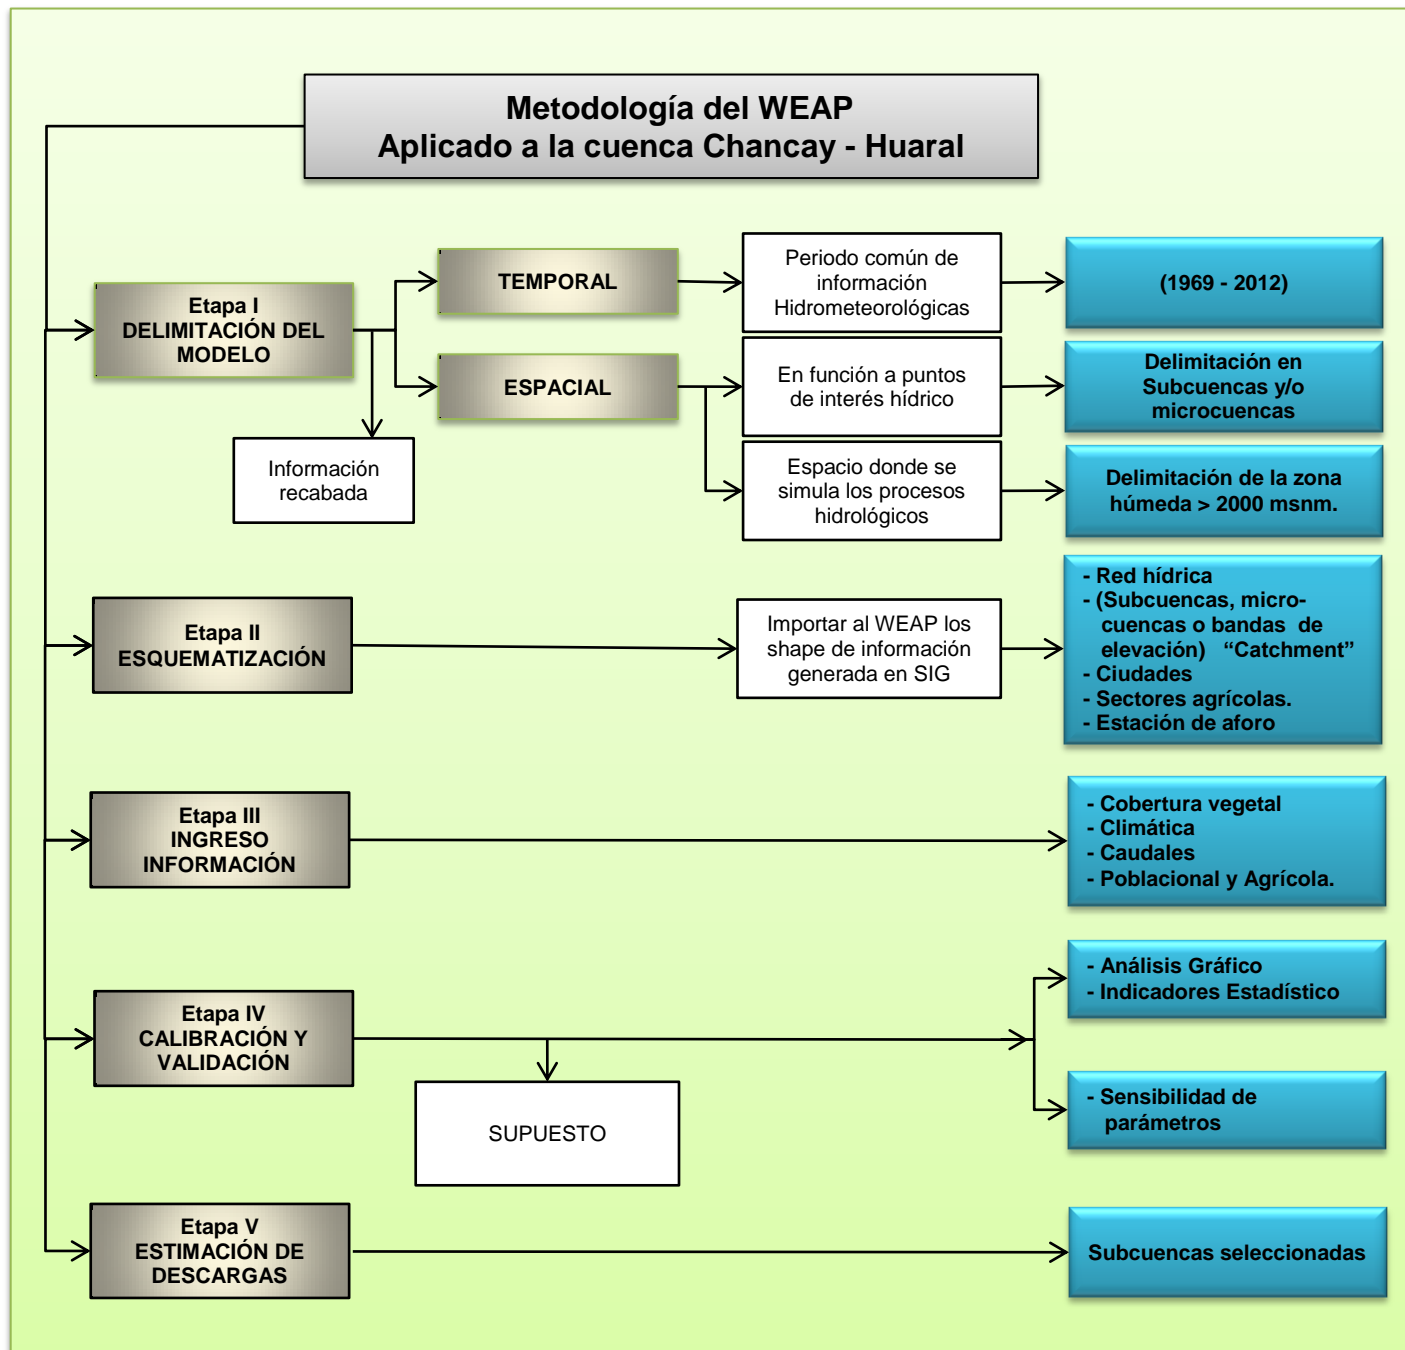 Metodología del WEAP
Aplicado a la cuenca Chancay - Huaral
Etapa I
DELIMITACIÓN DEL
MODELO
TEMPORAL
Periodo común de
información
Hidrometeorológicas
(1969 - 2012)
ESPACIAL
En función a puntos
de interés hídrico
Delimitación en
Subcuencas y/o
microcuencas
Información
recabada
Espacio donde se
simula los procesos
hidrológicos
Delimitación de la zona
húmeda > 2000 msnm.
Etapa II
ESQUEMATIZACIÓN
Importar al WEAP los
shape de información
generada en SIG
- Red hídrica
- (Subcuencas, micro-
cuencas o bandas de
elevación) “Catchment”
- Ciudades
- Sectores agrícolas.
- Estación de aforo
Etapa III
INGRESO
INFORMACIÓN
- Cobertura vegetal
- Climática
- Caudales
- Poblacional y Agrícola.
Etapa IV
CALIBRACIÓN Y
VALIDACIÓN
SUPUESTO
- Análisis Gráfico
- Indicadores Estadístico
- Sensibilidad de
parámetros
Etapa V
ESTIMACIÓN DE
DESCARGAS
Subcuencas seleccionadas